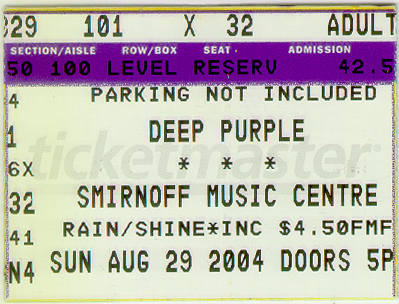 C29 101 X 32 ADULT
SECTION/AISLE ROW/BOX SEAT ADMISSION
50 100 LEVEL RESERV 42.5
4 PARKING NOT INCLUDED
1 DEEP PURPLE
ticketmaster
6X * * *
32 SMIRNOFF MUSIC CENTRE
41 RAIN/SHINE*INC $4.50FMF
N4 SUN AUG 29 2004 DOORS 5P